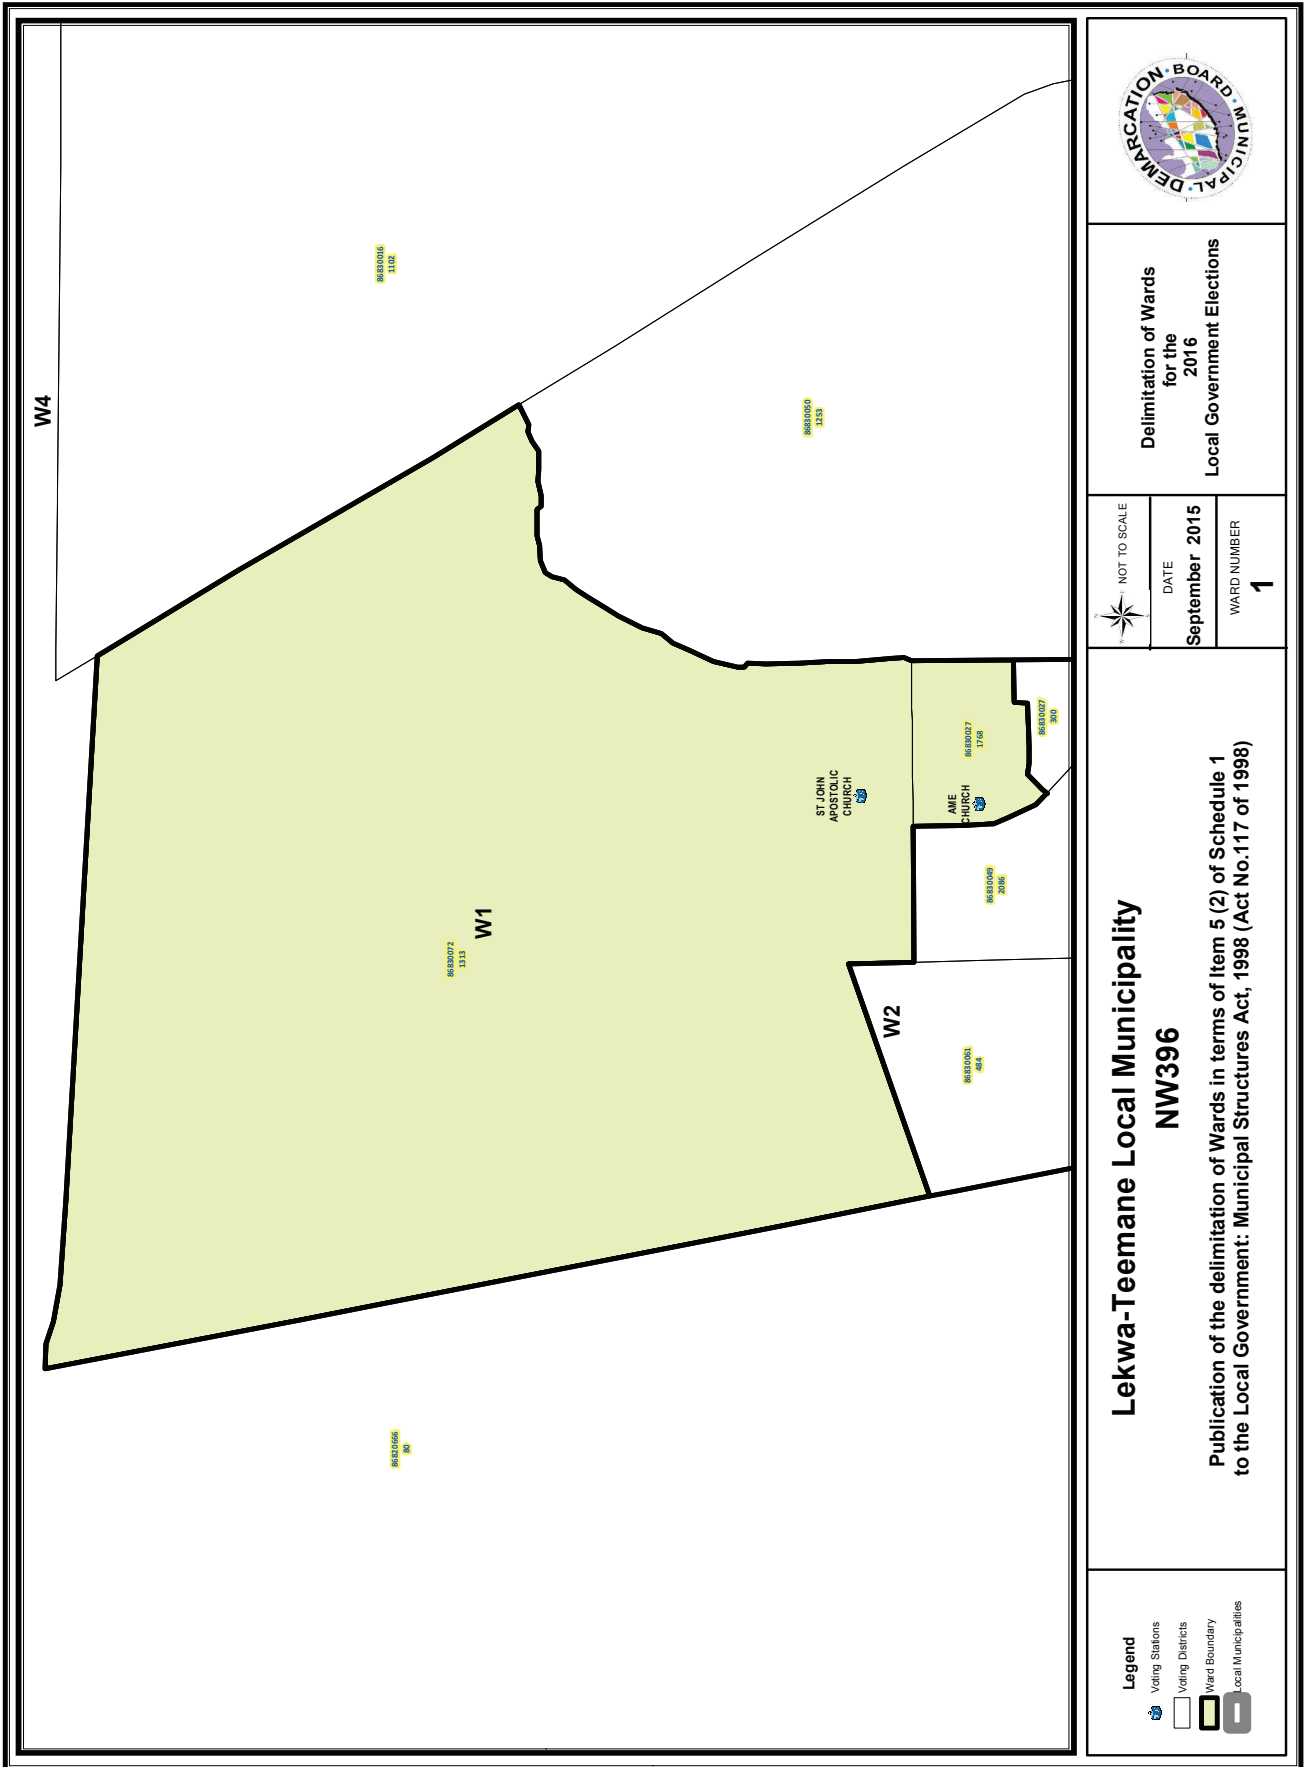 W4
86830016
1102
86830050
1253
ST JOHN
APOSTOLIC
CHURCH
86830027
1768
86830027
300
AME
CHURCH
86830049
2086
86830072
1313
W1
W2
86830061
484
86820666
80
Legend
Voting Stations
Voting Districts
Ward Boundary
Local Municipalities
Lekwa-Teemane Local Municipality
NW396
Publication of the delimitation of Wards in terms of Item 5 (2) of Schedule 1
to the Local Government: Municipal Structures Act, 1998 (Act No.117 of 1998)
N
W
E
S
NOT TO SCALE
DATE
September 2015
WARD NUMBER
1
Delimitation of Wards
for the
2016
Local Government Elections
MUNICIPAL • DEMARCATION • BOARD •